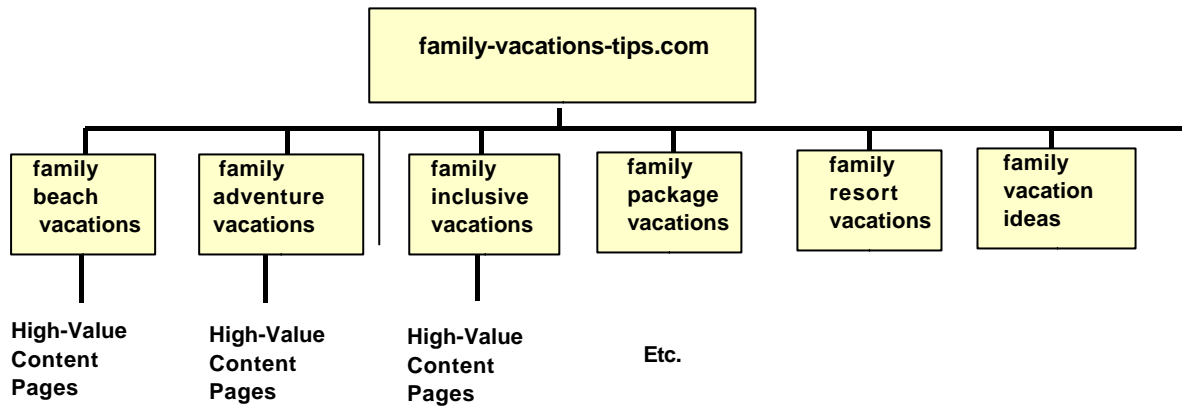 family-vacations-tips.com
family
beach
vacations
family
adventure
vacations
family
inclusive
vacations
family
package
vacations
family
resort
vacations
family
vacation
ideas
High-Value
Content
Pages
High-Value
Content
Pages
High-Value
Content
Pages
Etc.